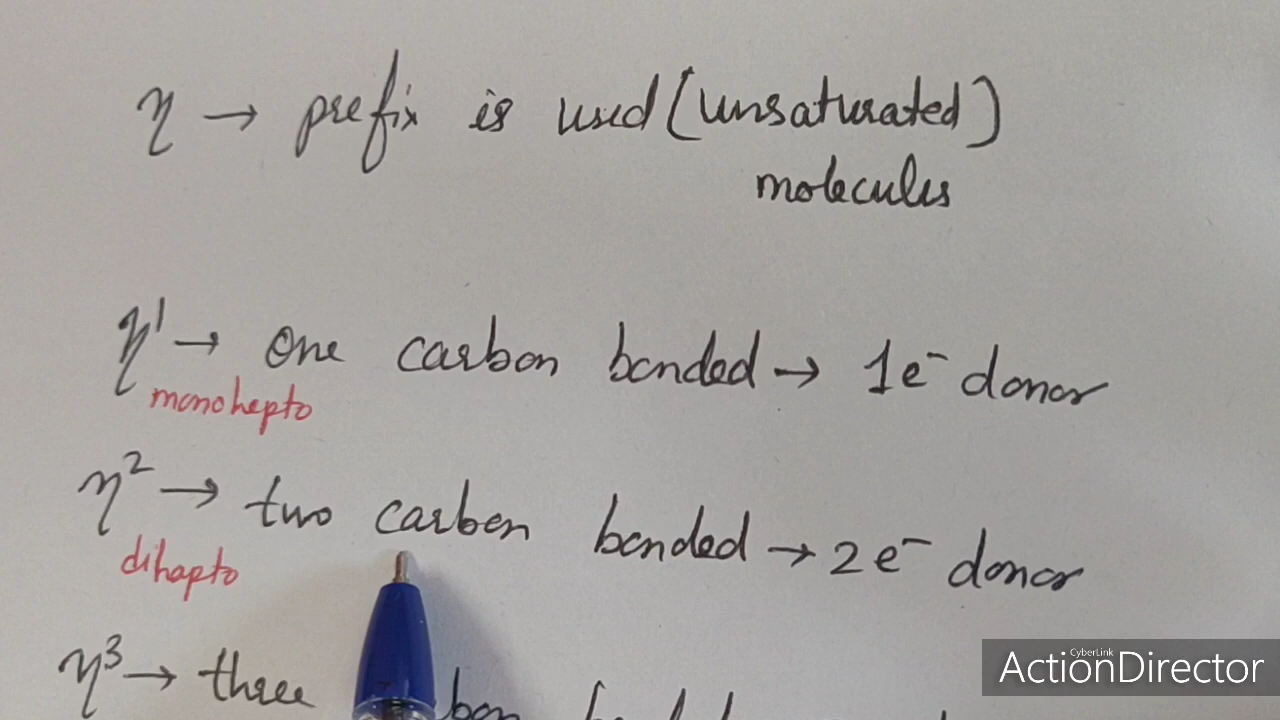 η → prefix is used (unsaturated)
molecules
η¹ → one carbon bonded → 1e⁻ donor
monohepto
η² → two carbon bonded → 2e⁻ donor
dihapto
η³ → three
CyberLink
ActionDirector